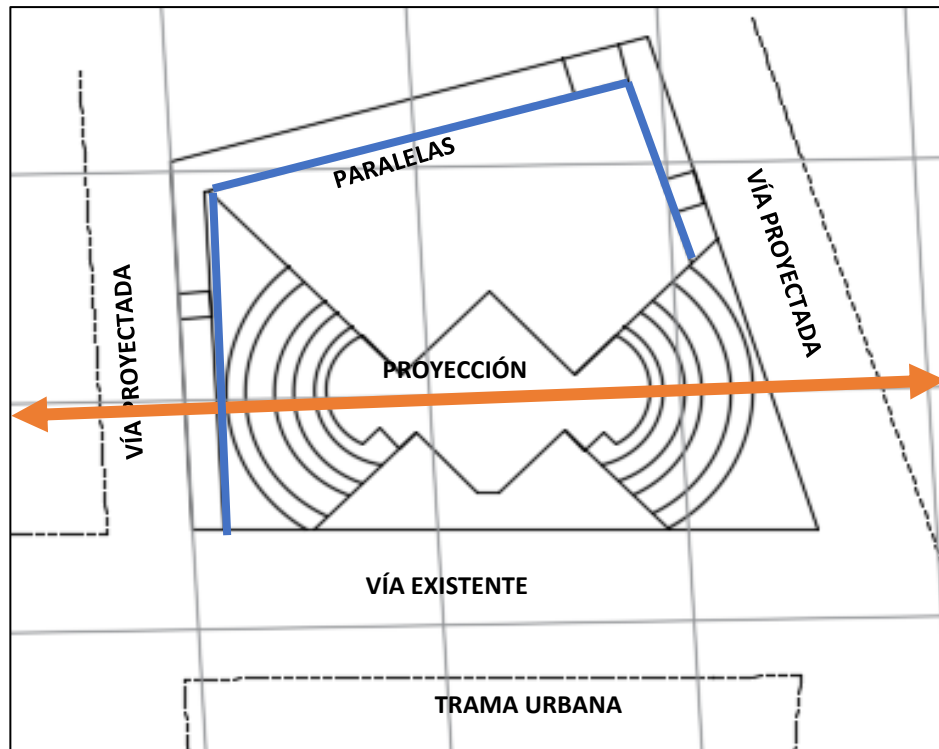 PARALELAS
VÍA PROYECTADA
VÍA PROYECTADA
PROYECCIÓN
VÍA EXISTENTE
TRAMA URBANA